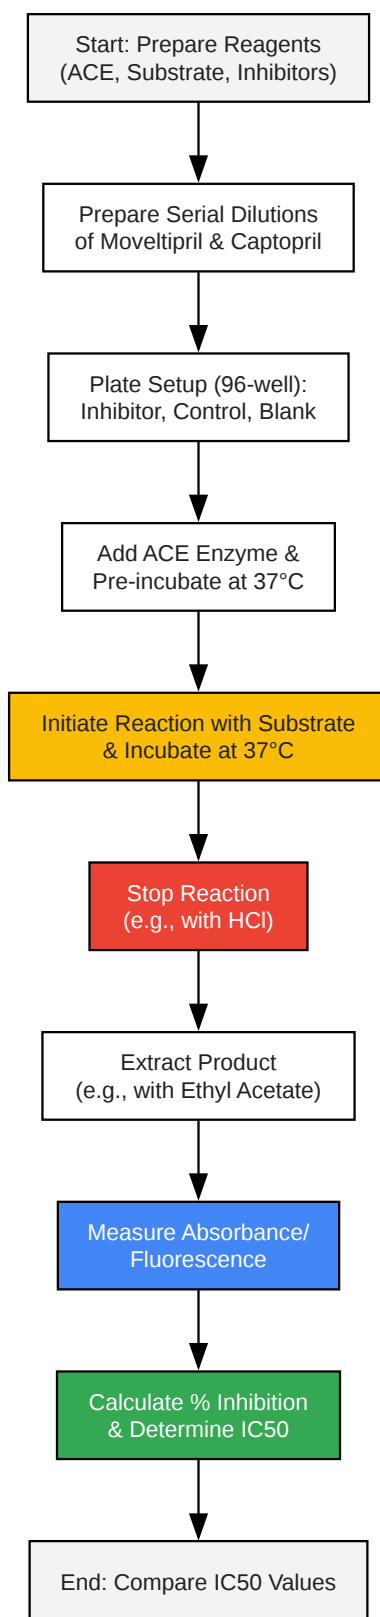 Start: Prepare Reagents
(ACE, Substrate, Inhibitors)
Prepare Serial Dilutions
of Moveltipril & Captopril
Plate Setup (96-well):
Inhibitor, Control, Blank
Add ACE Enzyme &
Pre-incubate at 37°C
Initiate Reaction with Substrate
& Incubate at 37°C
Stop Reaction
(e.g., with HCl)
Extract Product
(e.g., with Ethyl Acetate)
Measure Absorbance/
Fluorescence
Calculate % Inhibition
& Determine IC50
End: Compare IC50 Values